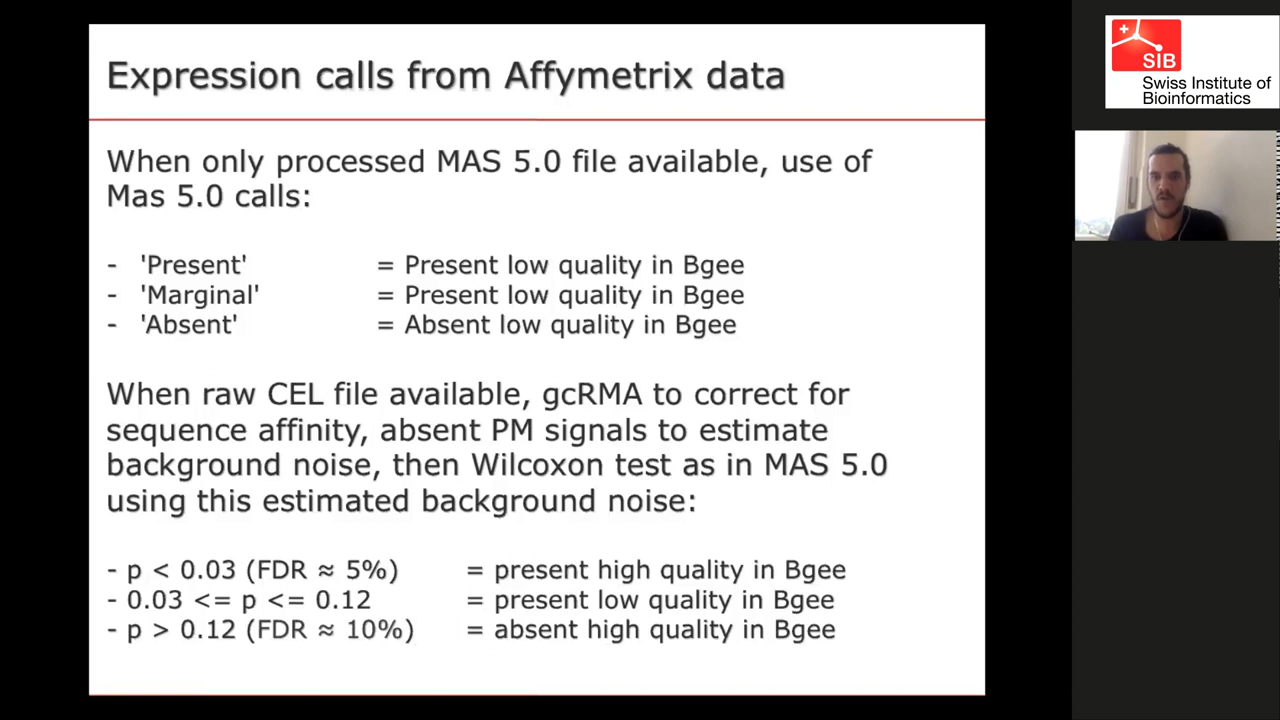 Expression calls from Affymetrix data
When only processed MAS 5.0 file available, use of
Mas 5.0 calls:
- 'Present' = Present low quality in Bgee
- 'Marginal' = Present low quality in Bgee
- 'Absent' = Absent low quality in Bgee
When raw CEL file available, gcRMA to correct for
sequence affinity, absent PM signals to estimate
background noise, then Wilcoxon test as in MAS 5.0
using this estimated background noise:
- p < 0.03 (FDR ≈ 5%) = present high quality in Bgee
- 0.03 <= p <= 0.12 = present low quality in Bgee
- p > 0.12 (FDR ≈ 10%) = absent high quality in Bgee
SIB
Swiss Institute of
Bioinformatics